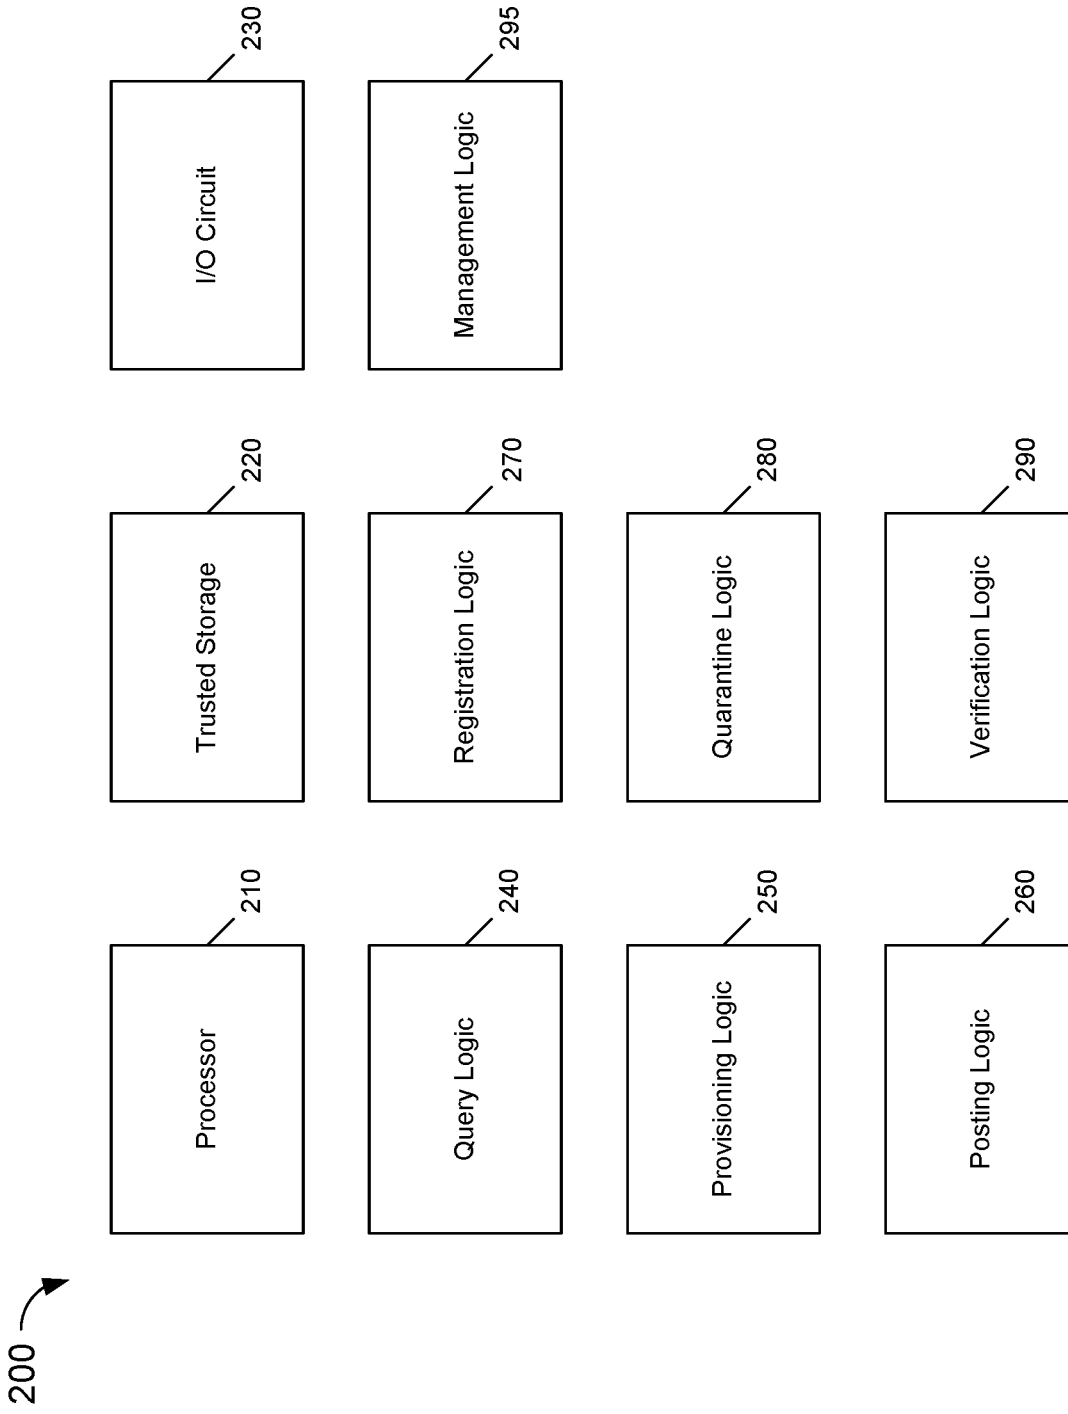 200
Processor
210
Trusted Storage
220
I/O Circuit
230
Query Logic
240
Registration Logic
270
Management Logic
295
Provisioning Logic
250
Quarantine Logic
280
Posting Logic
260
Verification Logic
290